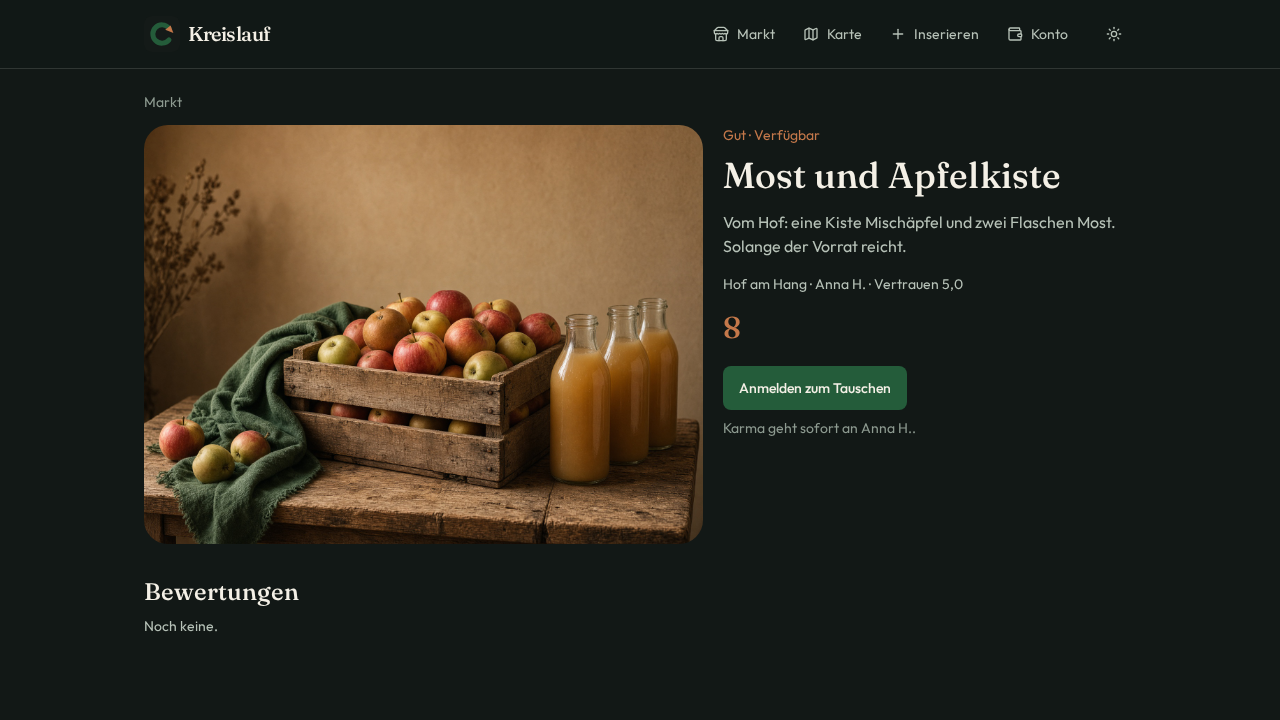 Kreislauf
Markt
Karte
Inserieren
Konto
Markt
Gut · Verfügbar
Most und Apfelkiste
Vom Hof: eine Kiste Mischäpfel und zwei Flaschen Most.
Solange der Vorrat reicht.
Hof am Hang · Anna H. · Vertrauen 5,0
8
Anmelden zum Tauschen
Karma geht sofort an Anna H..
Bewertungen
Noch keine.